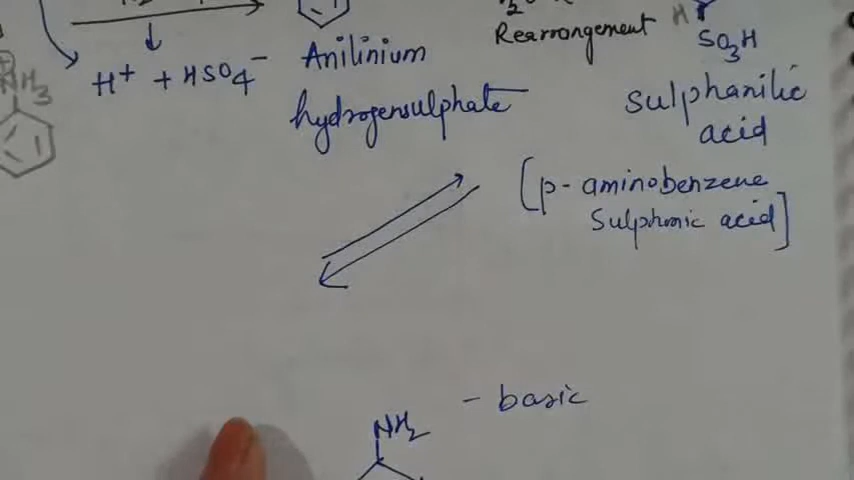 H⁺ + HSO₄⁻
Anilinium
hydrogensulphate
Rearrangement
H
SO₃H
sulphanilic
acid
[p-aminobenzene
Sulphonic acid]
NH₃
⊕
NH₂ - basic